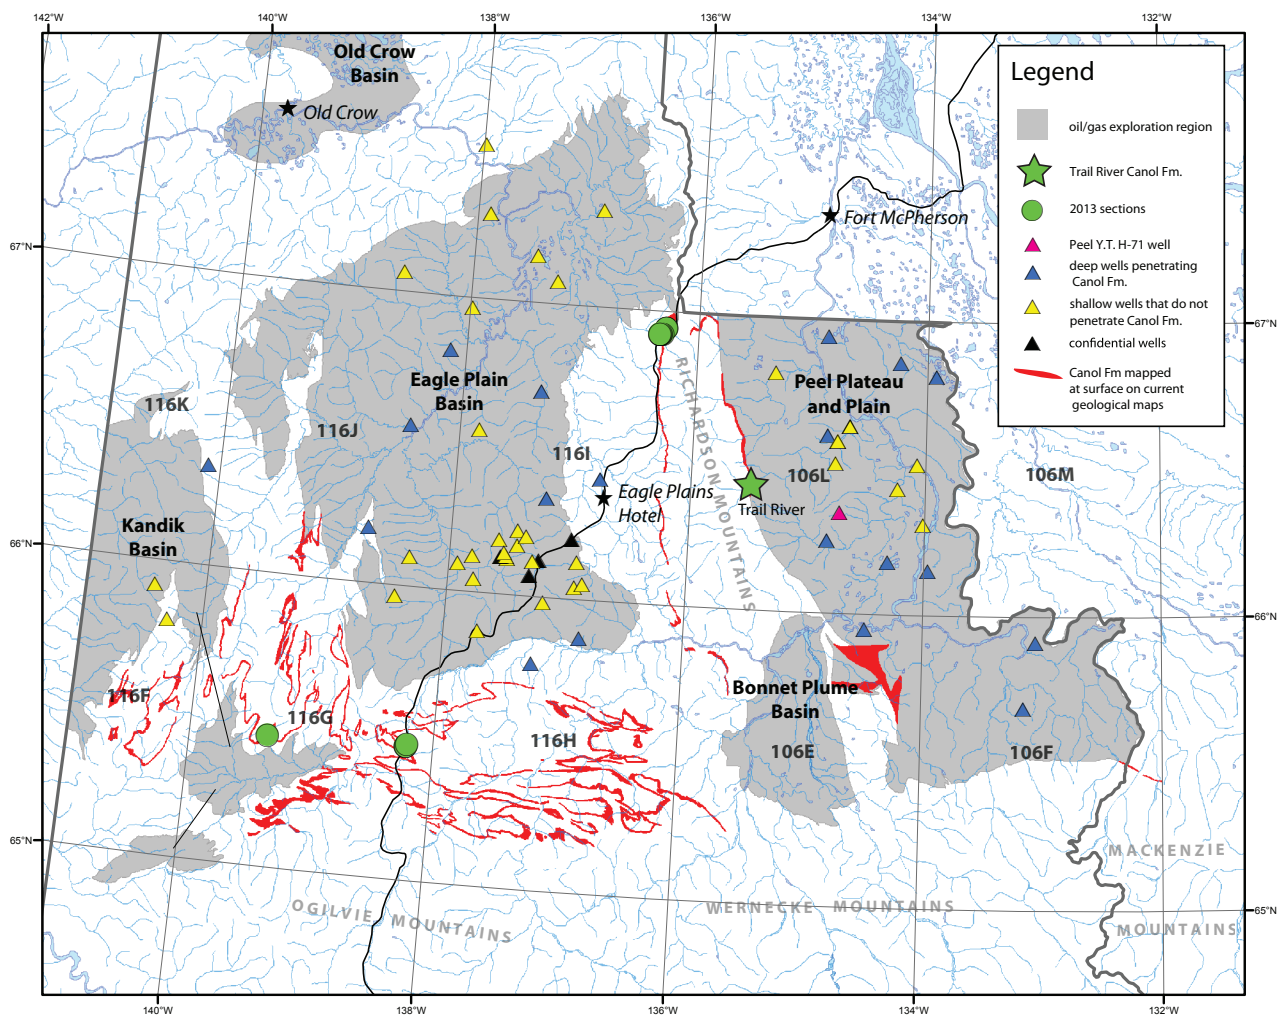 142°W
140°W
138°W
136°W
134°W
132°W
Old Crow
Basin
Old Crow
Legend
oil/gas exploration region
Trail River Canol Fm.
2013 sections
Peel Y.T. H-71 well
deep wells penetrating
Canol Fm.
shallow wells that do not
penetrate Canol Fm.
confidential wells
Canol Fm mapped
at surface on current
geological maps
Fort McPherson
67°N
67°N
Eagle Plain
Basin
Peel Plateau
and Plain
RICHARDSON MOUNTAINS
116K
116J
116I
106L
106M
Eagle Plains
Hotel
Trail River
Kandik
Basin
66°N
66°N
116F
116G
116H
Bonnet Plume
Basin
106E
106F
65°N
65°N
MACKENZIE
MOUNTAINS
OGILVIE MOUNTAINS
WERNECKE MOUNTAINS
140°W
138°W
136°W
134°W
132°W